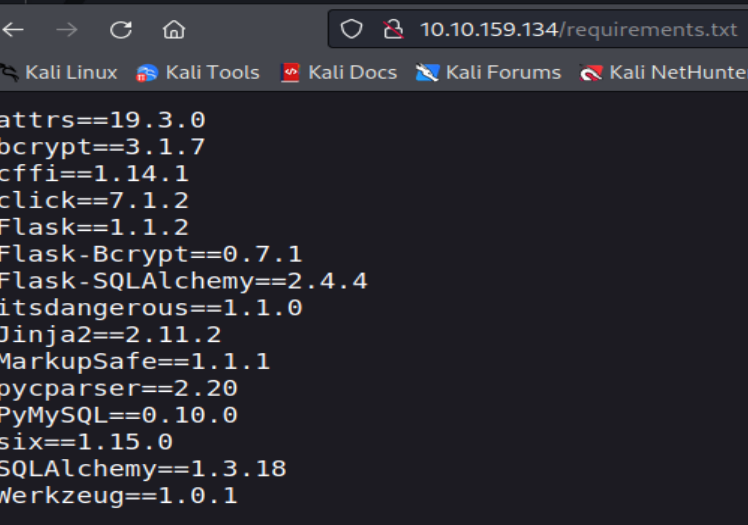 10.10.159.134/requirements.txt
Kali Linux Kali Tools Kali Docs Kali Forums Kali NetHunte
attrs==19.3.0
bcrypt==3.1.7
cffi==1.14.1
click==7.1.2
Flask==1.1.2
Flask-Bcrypt==0.7.1
Flask-SQLAlchemy==2.4.4
itsdangerous==1.1.0
Jinja2==2.11.2
MarkupSafe==1.1.1
pycparser==2.20
PyMySQL==0.10.0
six==1.15.0
SQLAlchemy==1.3.18
Werkzeug==1.0.1